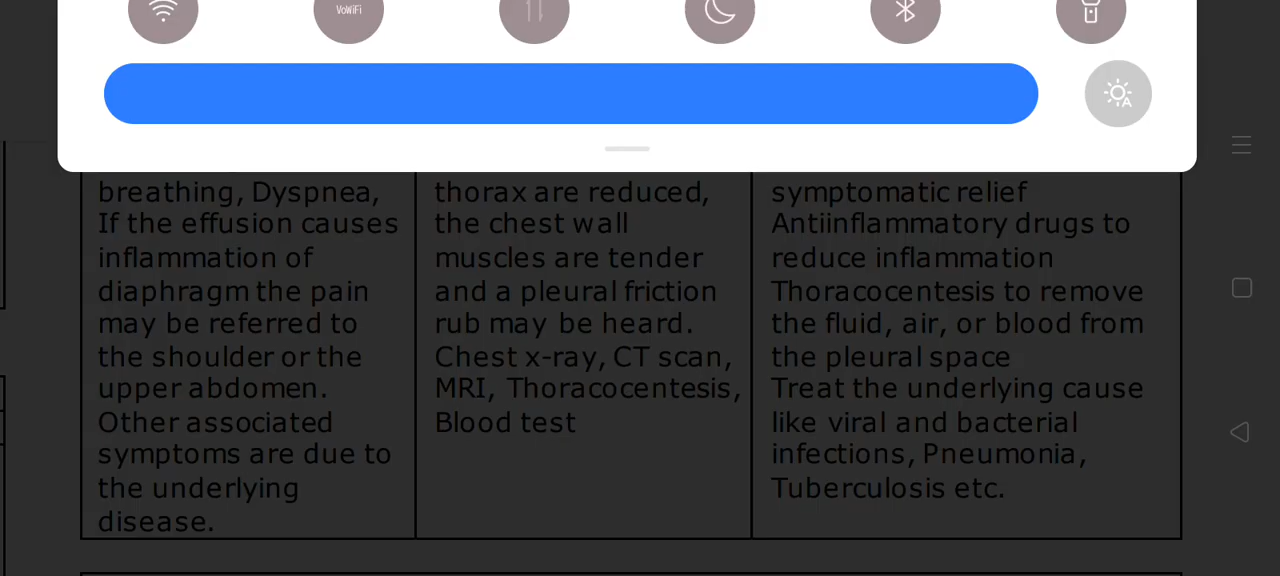 VoWiFi
A
breathing, Dyspnea,
If the effusion causes
inflammation of
diaphragm the pain
may be referred to
the shoulder or the
upper abdomen.
Other associated
symptoms are due to
the underlying
disease.
thorax are reduced,
the chest wall
muscles are tender
and a pleural friction
rub may be heard.
Chest x-ray, CT scan,
MRI, Thoracocentesis,
Blood test
symptomatic relief
Antiinflammatory drugs to
reduce inflammation
Thoracocentesis to remove
the fluid, air, or blood from
the pleural space
Treat the underlying cause
like viral and bacterial
infections, Pneumonia,
Tuberculosis etc.